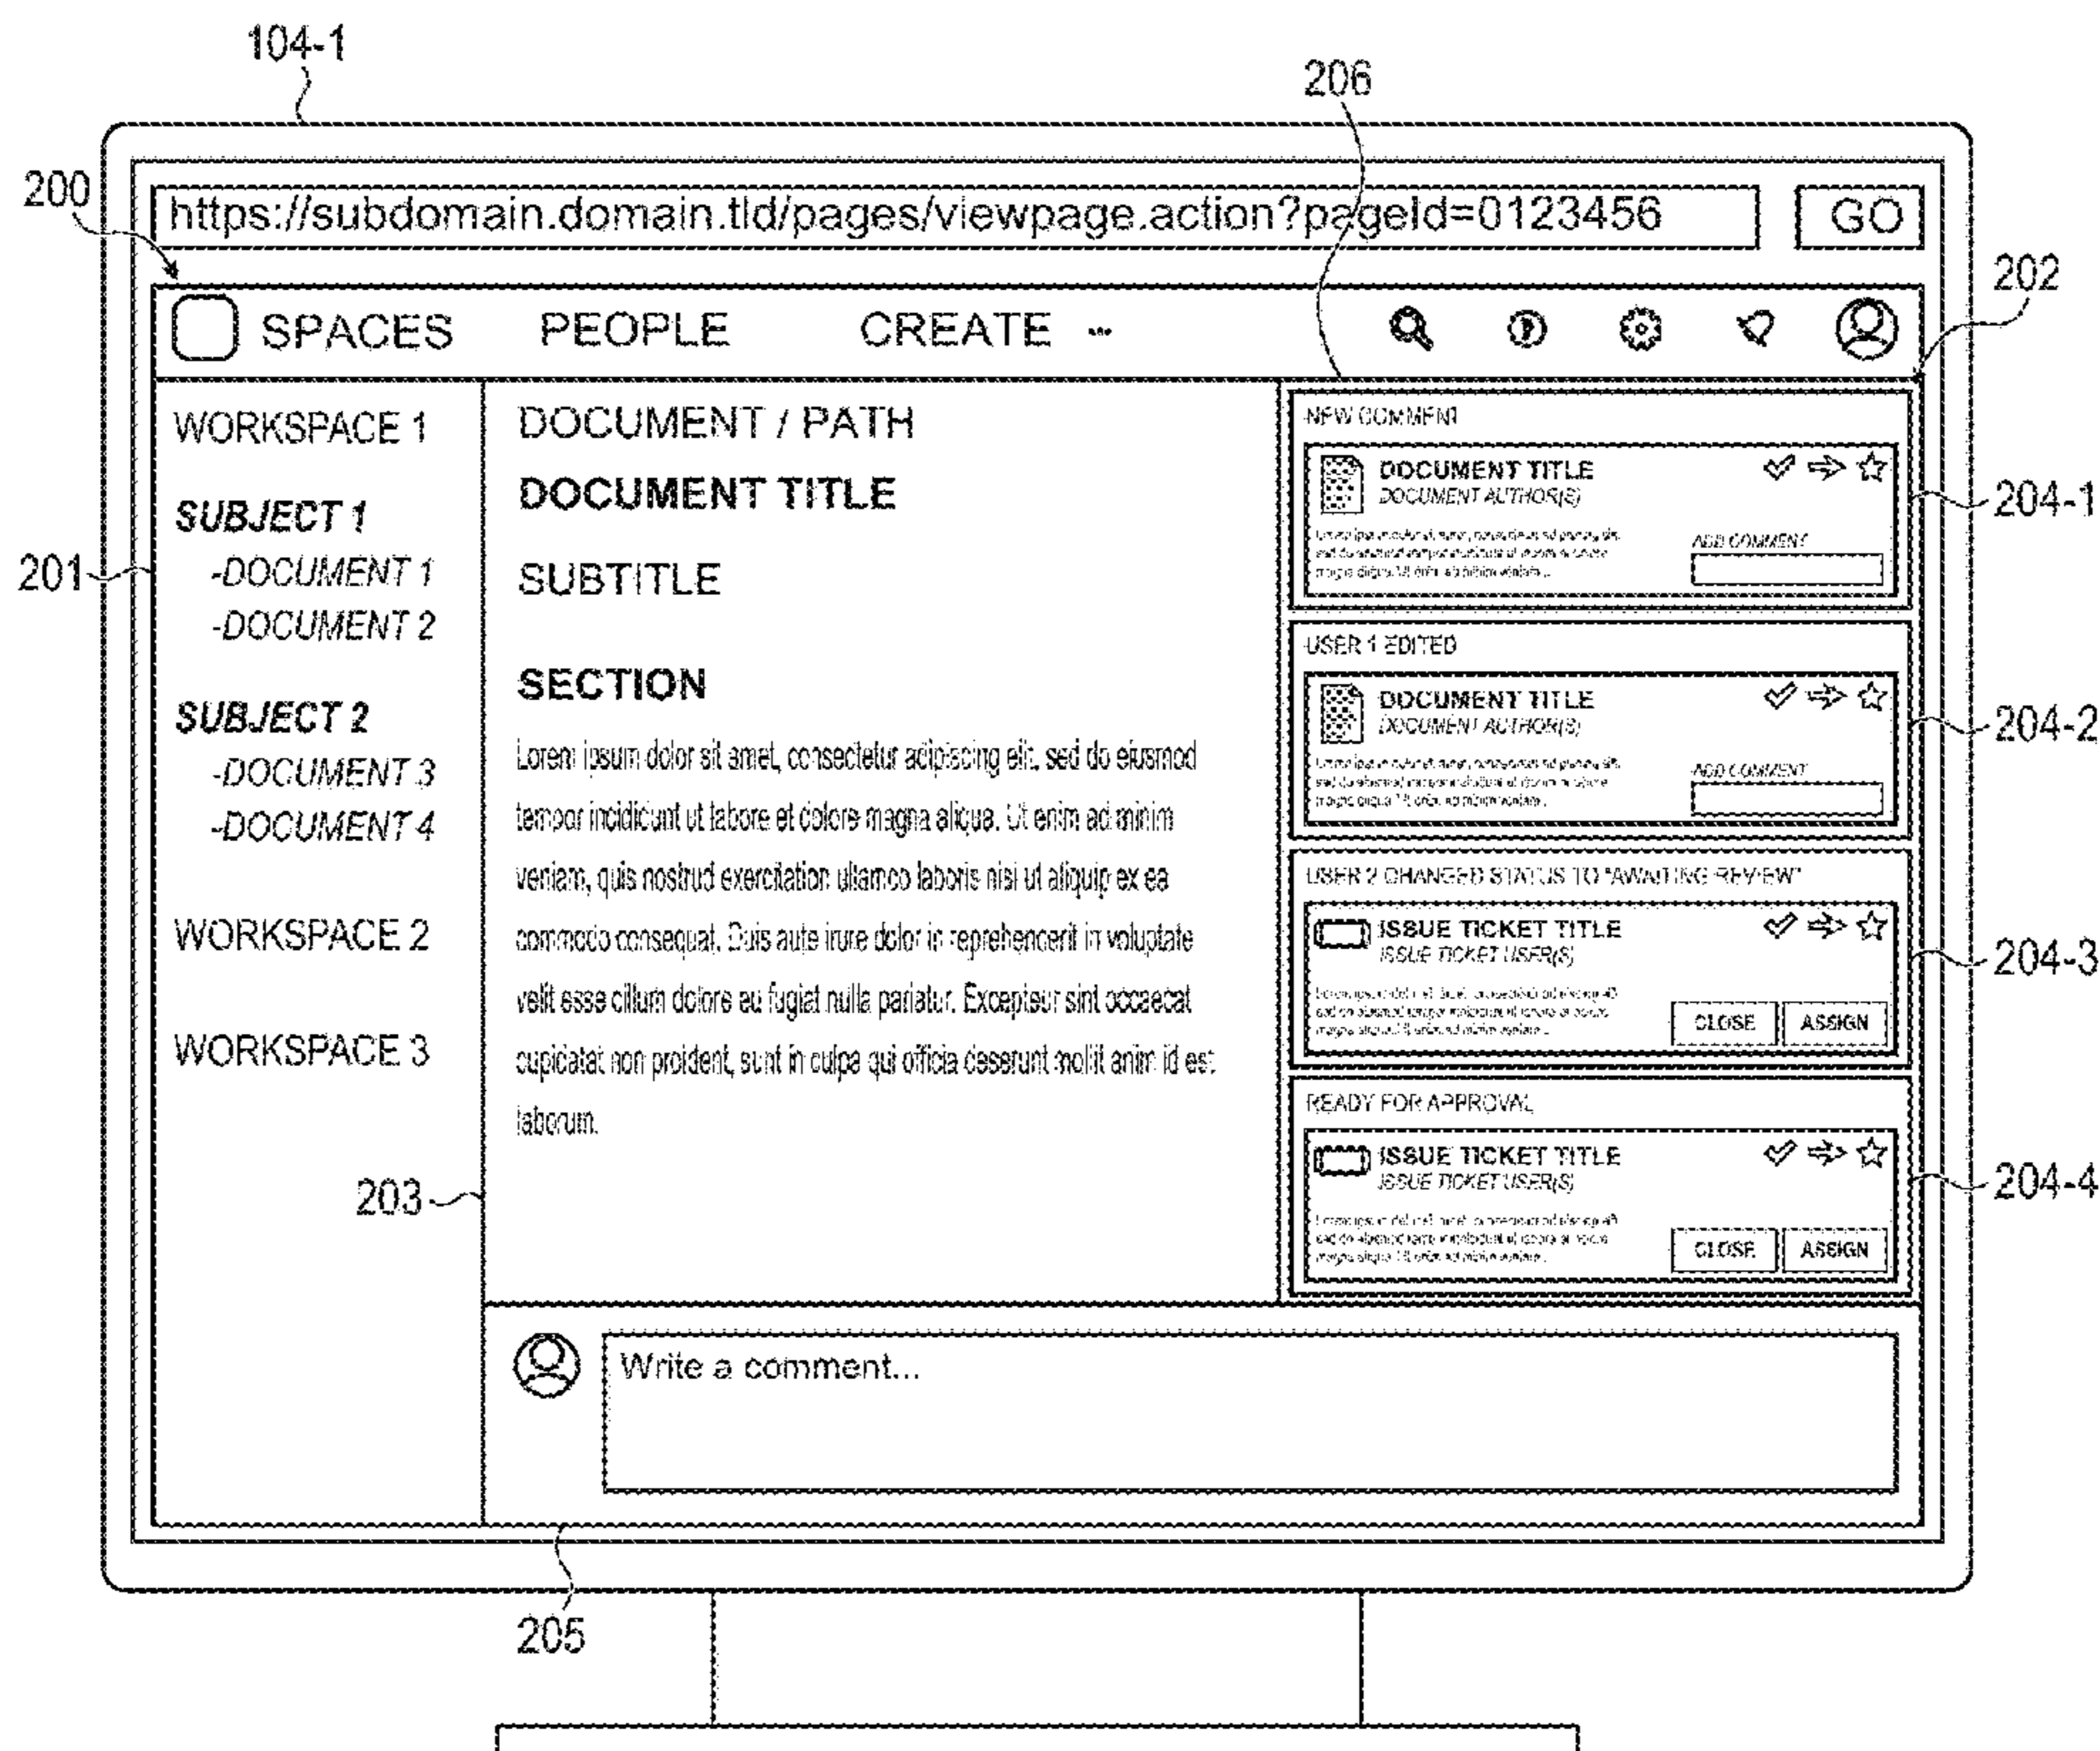 104-1
206
200
https://subdomain.domain.tld/pages/viewpage.action?pageId=0123456
GO
202
SPACES PEOPLE CREATE ...
WORKSPACE 1
SUBJECT 1
-DOCUMENT 1
-DOCUMENT 2
SUBJECT 2
-DOCUMENT 3
-DOCUMENT 4
WORKSPACE 2
WORKSPACE 3
201
203
DOCUMENT / PATH
DOCUMENT TITLE
SUBTITLE
SECTION
Lorem ipsum dolor sit amet, consectetur adipiscing elit, sed do eiusmod
tempor incididunt ut labore et dolore magna aliqua. Ut enim ad minim
veniam, quis nostrud exercitation ullamco laboris nisi ut aliquip ex ea
commodo consequat. Duis aute irure dolor in reprehenderit in voluptate
velit esse cillum dolore eu fugiat nulla pariatur. Excepteur sint occaecat
cupidatat non proident, sunt in culpa qui officia deserunt mollit anim id est
laborum.
NEW COMMENT
DOCUMENT TITLE
DOCUMENT AUTHOR(S)
ADD COMMENT
204-1
USER 1 EDITED
DOCUMENT TITLE
DOCUMENT AUTHOR(S)
ADD COMMENT
204-2
USER 2 CHANGED STATUS TO "AWAITING REVIEW"
ISSUE TICKET TITLE
ISSUE TICKET USER(S)
CLOSE ASSIGN
204-3
READY FOR APPROVAL
ISSUE TICKET TITLE
ISSUE TICKET USER(S)
CLOSE ASSIGN
204-4
Write a comment...
205